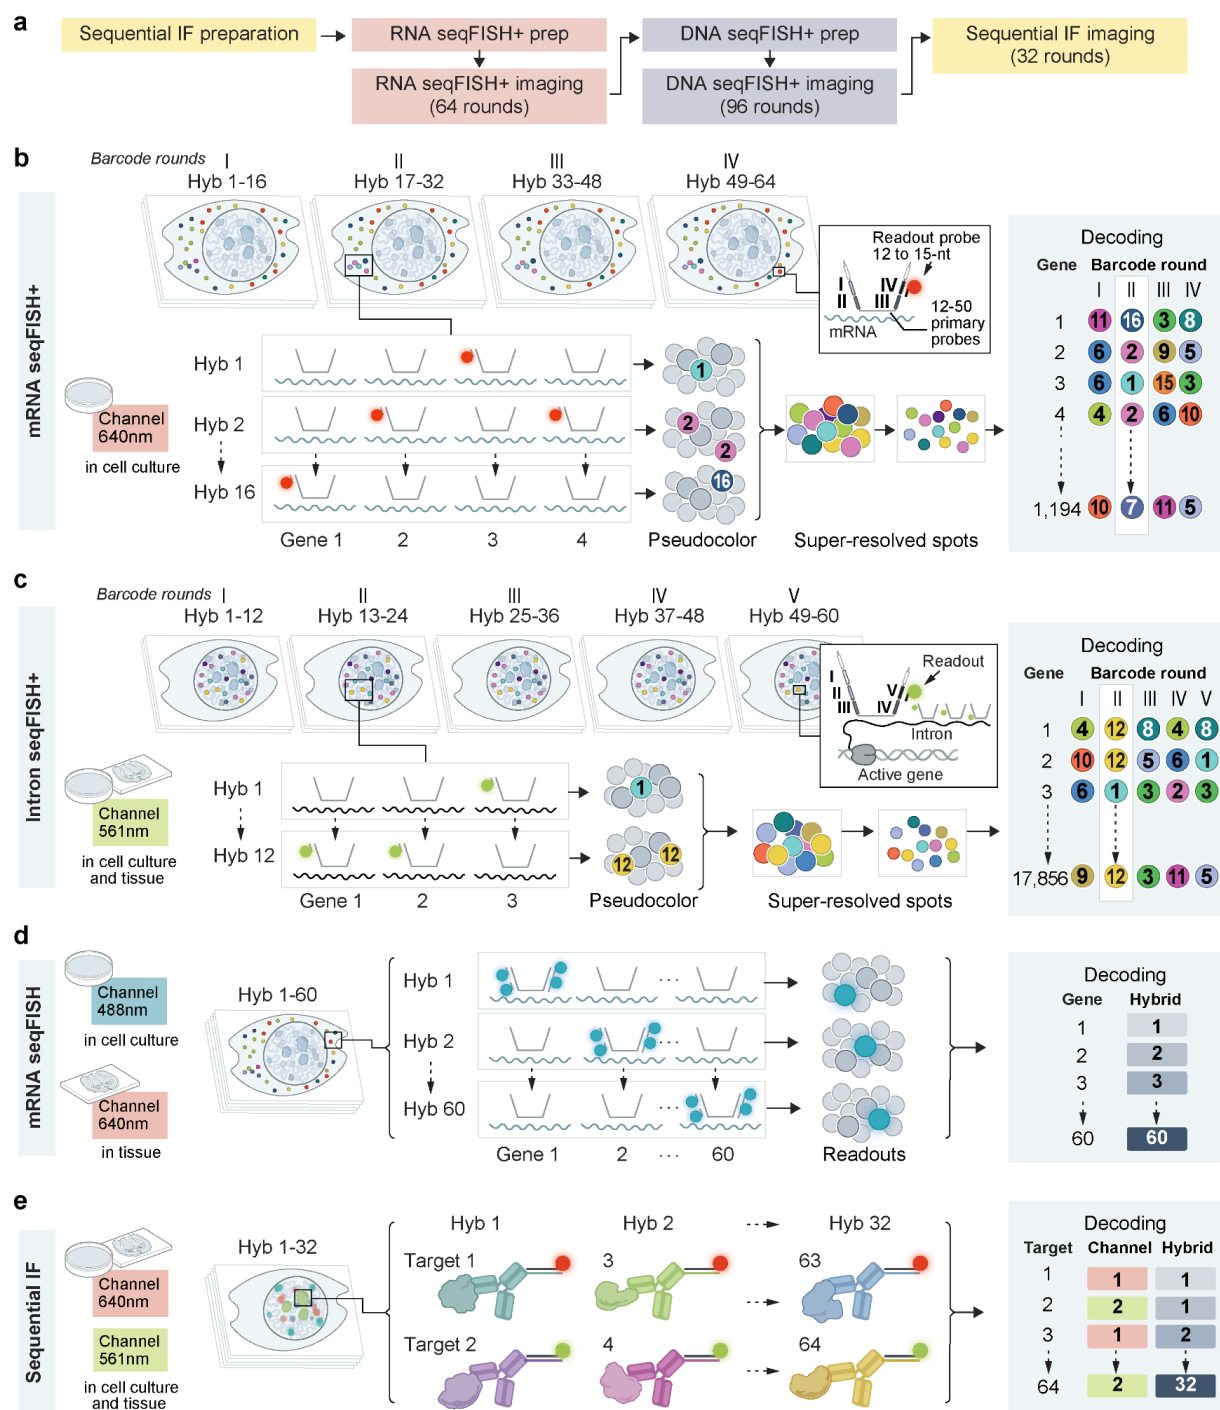 a
Sequential IF preparation
RNA seqFISH+ prep
DNA seqFISH+ prep
Sequential IF imaging
(32 rounds)
RNA seqFISH+ imaging
(64 rounds)
DNA seqFISH+ imaging
(96 rounds)
b
mRNA seqFISH+
Barcode rounds
I
II
III
IV
Hyb 1-16
Hyb 17-32
Hyb 33-48
Hyb 49-64
Readout probe
12 to 15-nt
I
IV
II
III
mRNA
12-50
primary
probes
Channel
640nm
in cell culture
Hyb 1
1
Hyb 2
2
2
Hyb 16
16
Gene 1
2
3
4
Pseudocolor
Super-resolved spots
Decoding
Gene
Barcode round
I II III IV
1 11 16 3 8
2 6 2 9 5
3 6 1 15 3
4 4 2 6 10
1,194 10 7 11 5
c
Intron seqFISH+
Barcode rounds
I
II
III
IV
V
Hyb 1-12
Hyb 13-24
Hyb 25-36
Hyb 37-48
Hyb 49-60
Readout
I
V
II
III
IV
Intron
Active gene
Channel
561nm
in cell culture
and tissue
Hyb 1
1
Hyb 12
12
12
Gene 1
2
3
Pseudocolor
Super-resolved spots
Decoding
Gene
Barcode round
I II III IV V
1 4 12 8 4 8
2 10 12 5 6 1
3 6 1 3 2 3
17,856 9 12 3 11 5
d
mRNA seqFISH
Channel
488nm
in cell culture
Channel
640nm
in tissue
Hyb 1-60
Hyb 1
Hyb 2
Hyb 60
Gene 1
2
···
60
Readouts
Decoding
Gene
Hybrid
1 1
2 2
3 3
60 60
e
Sequential IF
Channel
640nm
Channel
561nm
in cell culture
and tissue
Hyb 1-32
Hyb 1
Hyb 2
Hyb 32
Target 1
3
63
Target 2
4
64
Decoding
Target
Channel
Hybrid
1 1 1
2 2 1
3 1 2
64 2 32